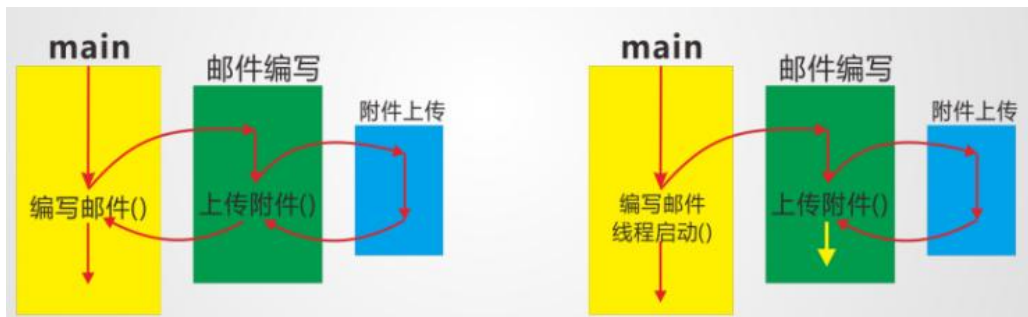 main
邮件编写
附件上传
编写邮件()
上传附件()
main
邮件编写
附件上传
编写邮件
线程启动()
上传附件()